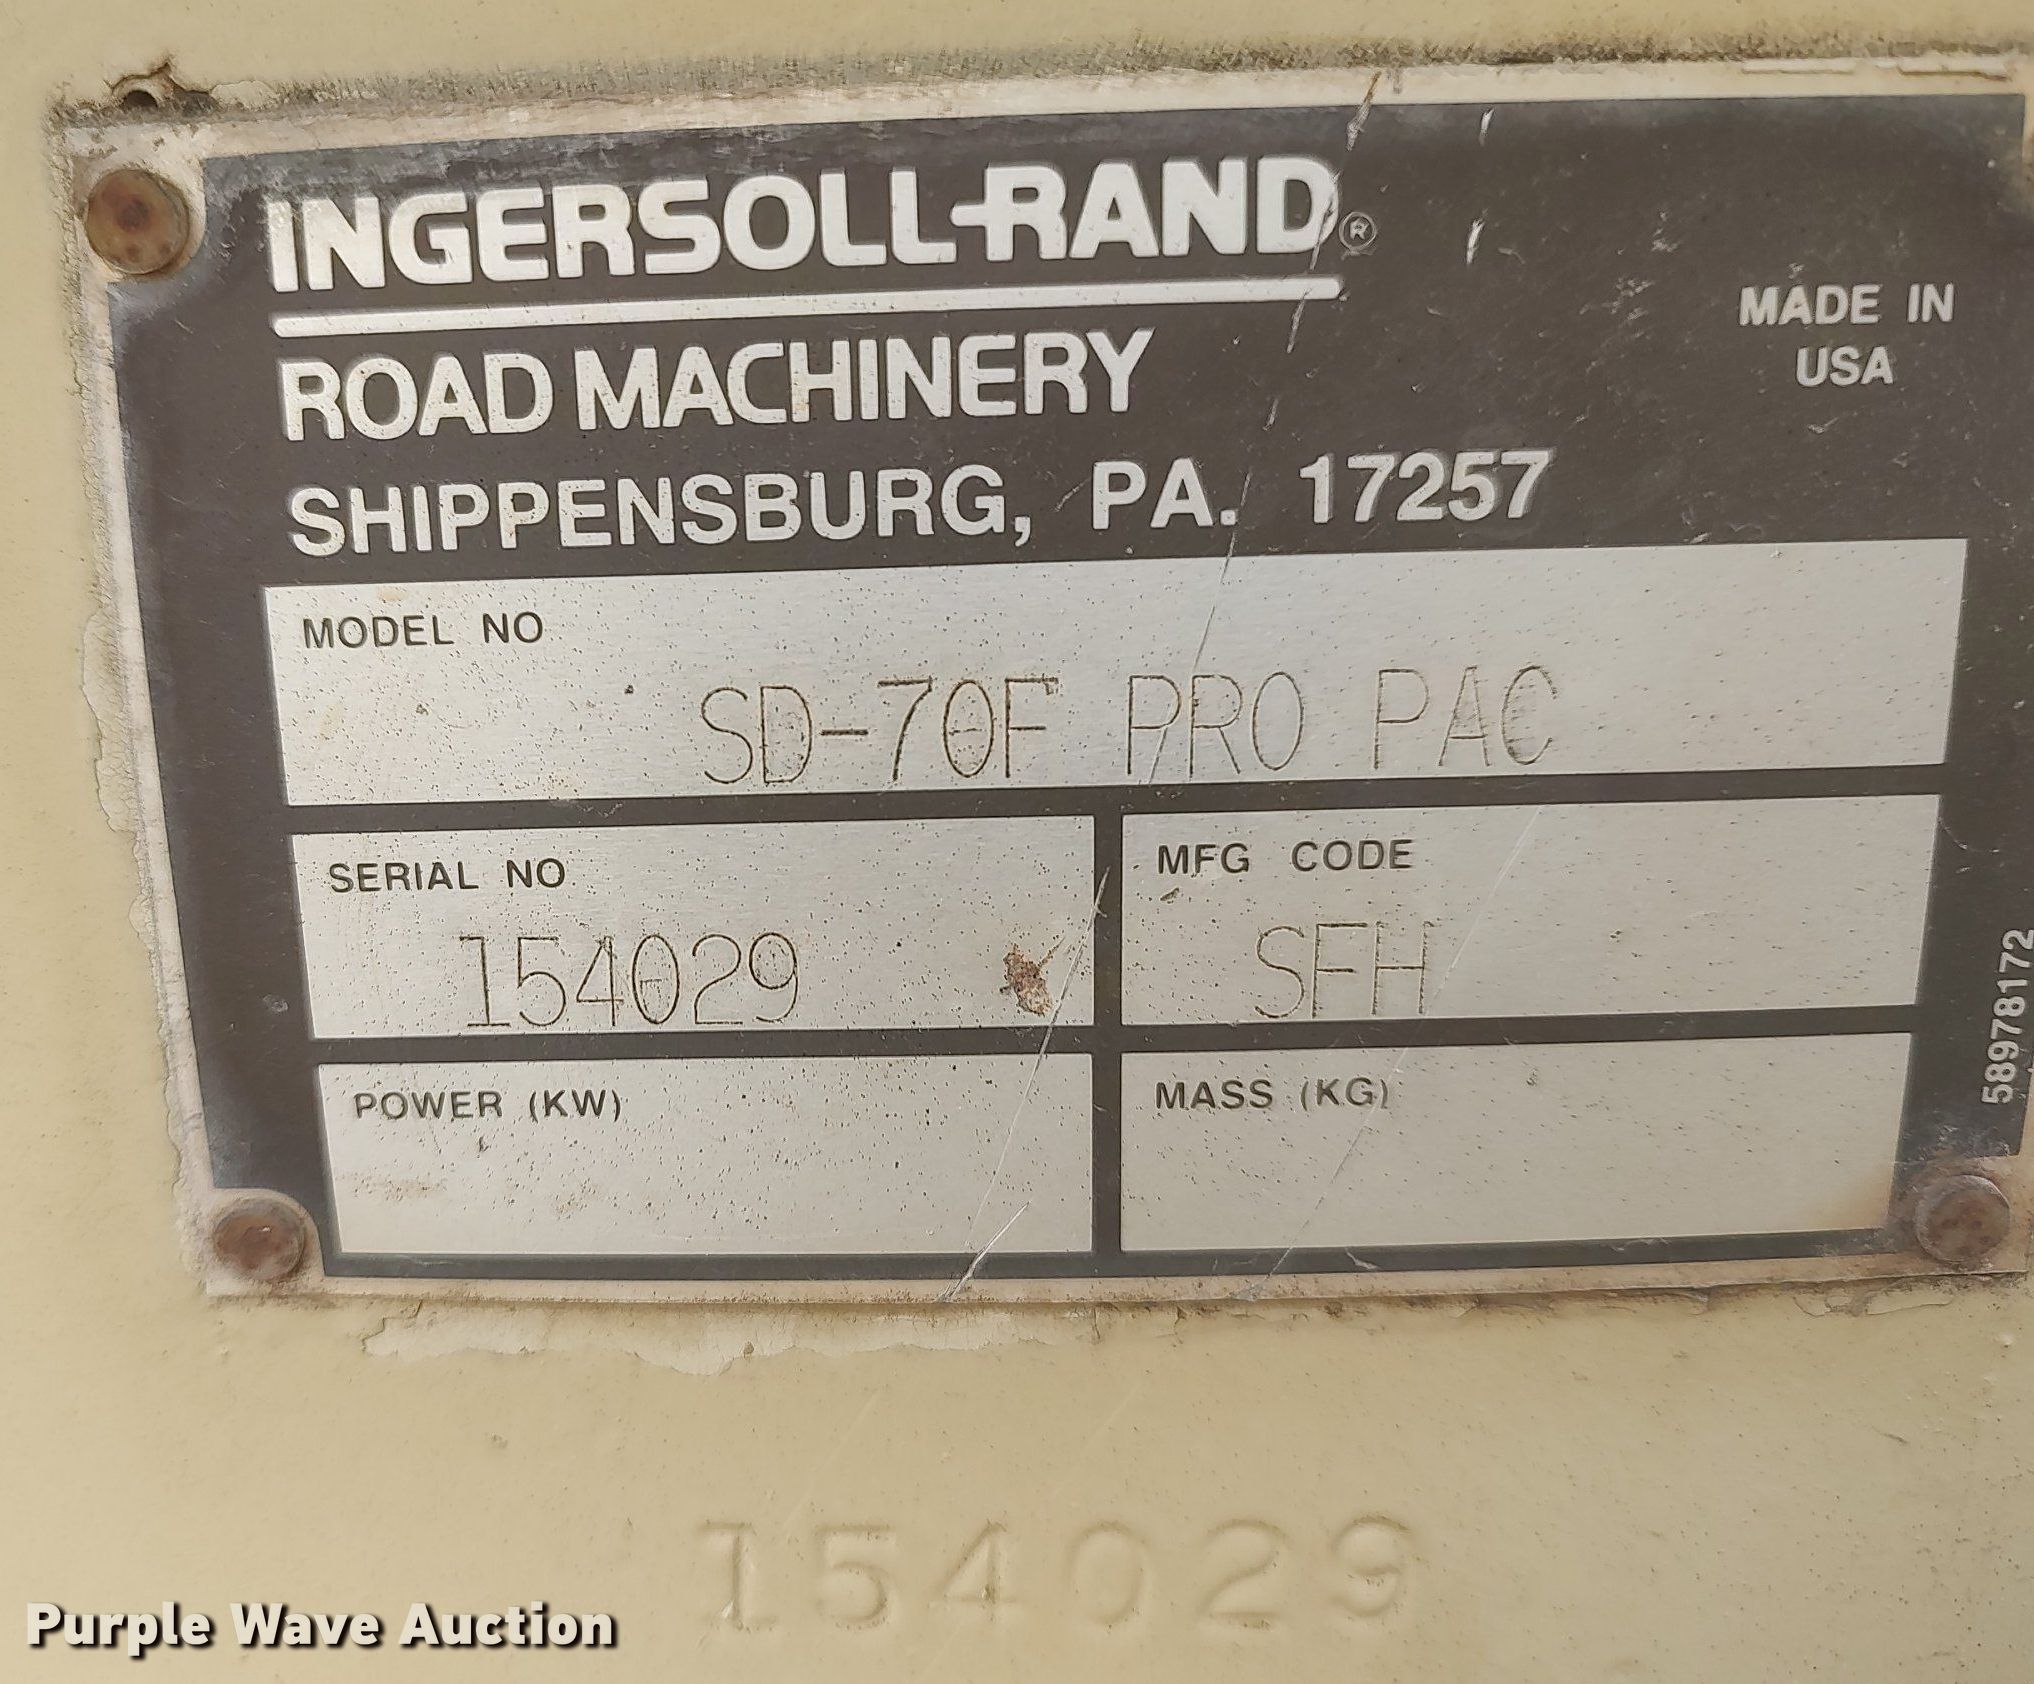 INGERSOLL-RAND®
ROAD MACHINERY
SHIPPENSBURG, PA. 17257
MADE IN
USA
MODEL NO
SD-70F PRO PAC
SERIAL NO
154029
MFG CODE
SFH
POWER (KW)
MASS (KG)
58978172
154029
Purple Wave Auction